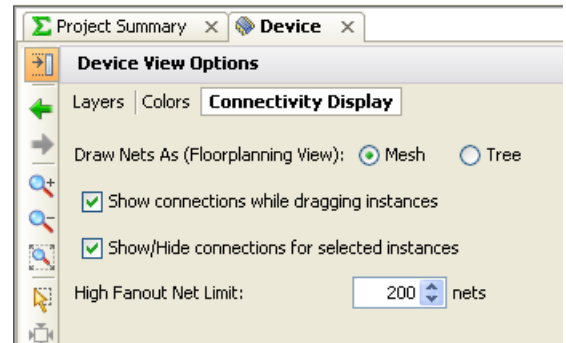 Project Summary Device
Device View Options
Layers Colors Connectivity Display
Draw Nets As (Floorplanning View): Mesh Tree
Show connections while dragging instances
Show/Hide connections for selected instances
High Fanout Net Limit: 200 nets